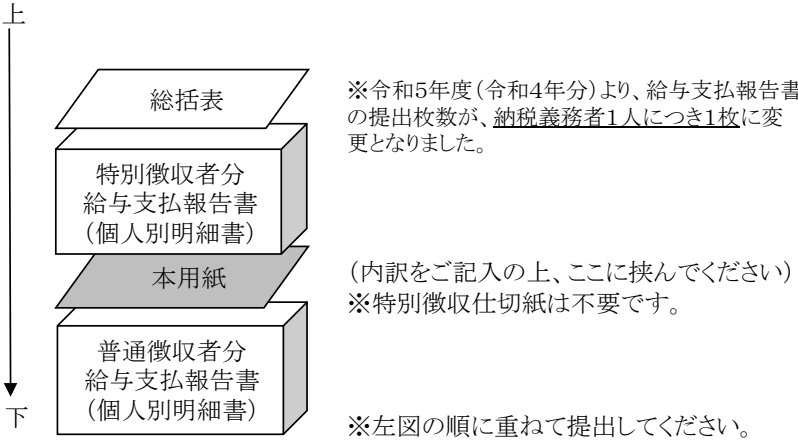 上
総括表
特別徴収者分
給与支払報告書
(個人別明細書)
本用紙
普通徴収者分
給与支払報告書
(個人別明細書)
下
※令和5年度(令和4年分)より、給与支払報告書
の提出枚数が、納税義務者1人につき1枚に変
更となりました。
(内訳をご記入の上、ここに挟んでください)
※特別徴収仕切紙は不要です。
※左図の順に重ねて提出してください。